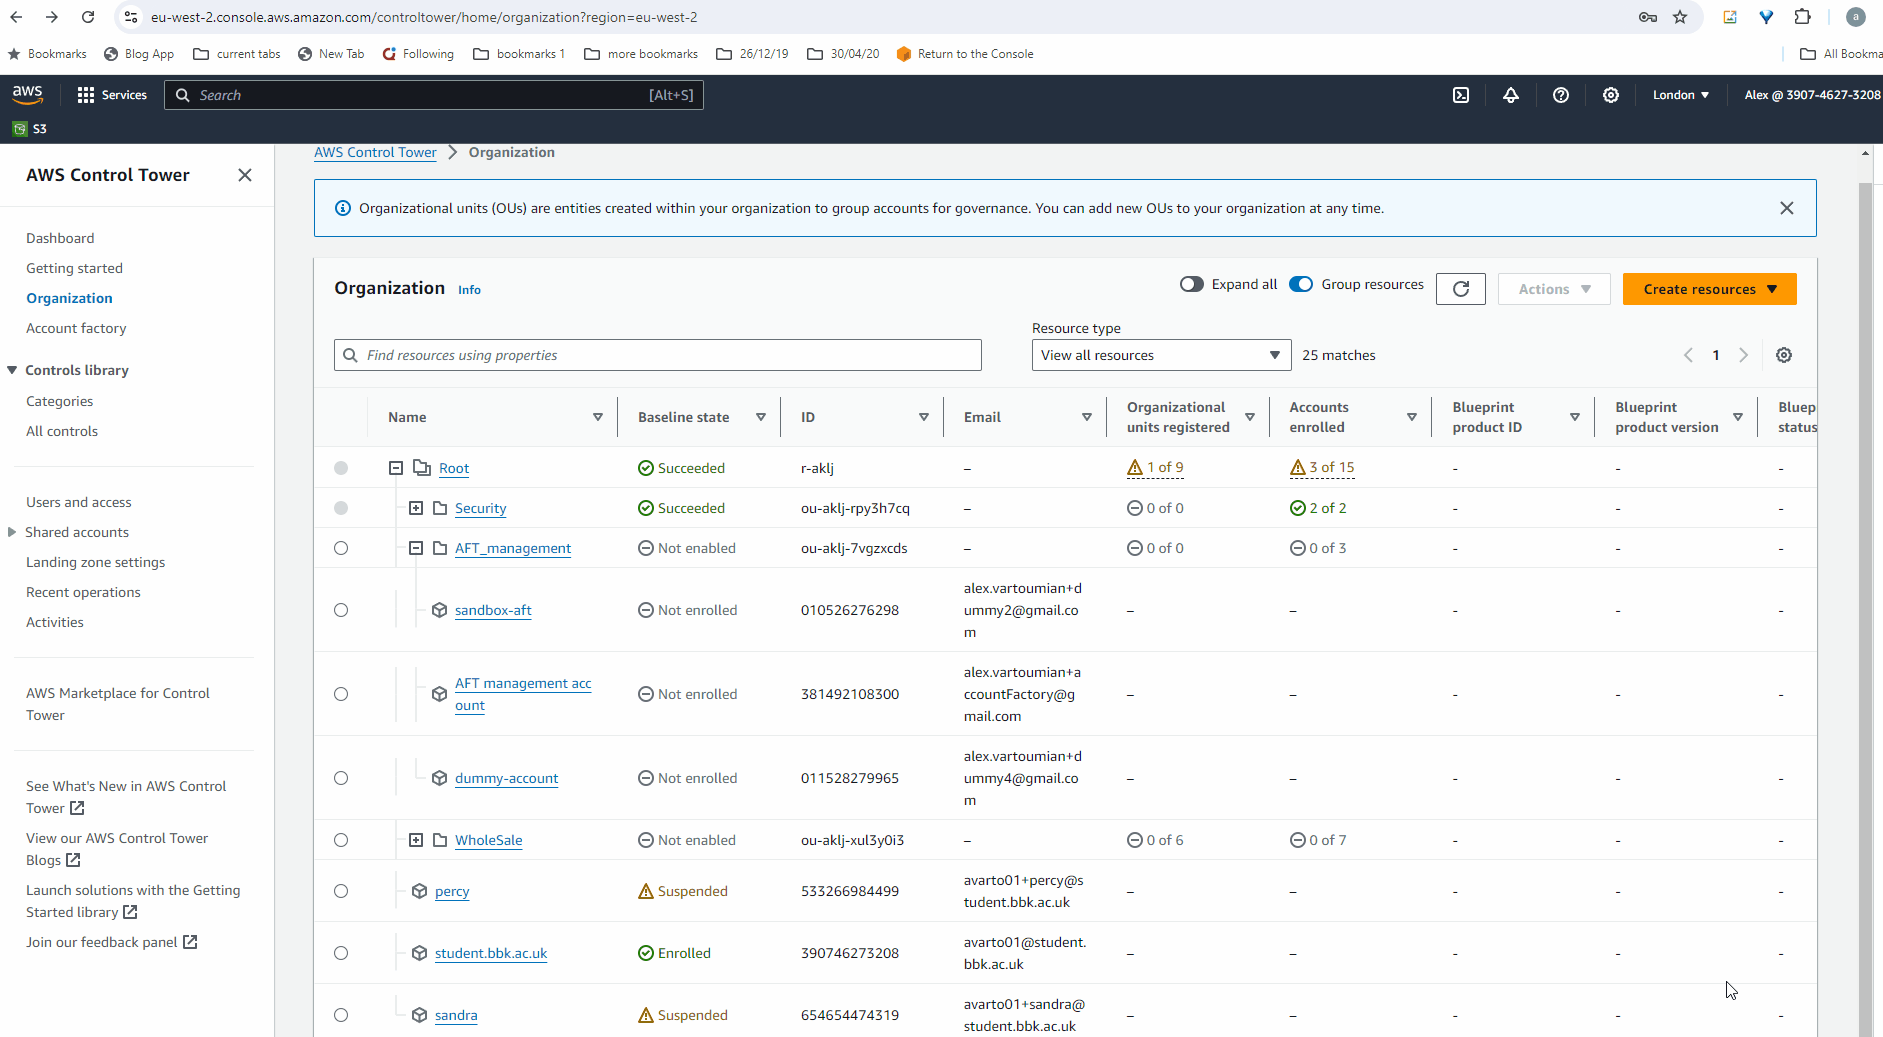 eu-west-2.console.aws.amazon.com/controltower/home/organization?region=eu-west-2
a
Bookmarks Blog App current tabs New Tab Following bookmarks 1 more bookmarks 26/12/19 30/04/20 Return to the Console All Bookma
aws Services Search [Alt+S] London Alex @ 3907-4627-3208
S3
AWS Control Tower
Dashboard
Getting started
Organization
Account factory
Controls library
Categories
All controls
Users and access
Shared accounts
Landing zone settings
Recent operations
Activities
AWS Marketplace for Control
Tower
See What's New in AWS Control
Tower
View our AWS Control Tower
Blogs
Launch solutions with the Getting
Started library
Join our feedback panel
AWS Control Tower Organization
Organizational units (OUs) are entities created within your organization to group accounts for governance. You can add new OUs to your organization at any time.
Organization Info Expand all Group resources Actions Create resources
Resource type
Find resources using properties View all resources 25 matches 1
Name Baseline state ID Email Organizational units registered Accounts enrolled Blueprint product ID Blueprint product version Bluep status
Root Succeeded r-aklj – 1 of 9 3 of 15 - - -
Security Succeeded ou-aklj-rpy3h7cq – 0 of 0 2 of 2 - - -
AFT_management Not enabled ou-aklj-7vgzxcds – 0 of 0 0 of 3 - - -
alex.vartoumian+d
sandbox-aft Not enrolled 010526276298 ummy2@gmail.co – – - - -
m
alex.vartoumian+a
AFT management acc
ount Not enrolled 381492108300 ccountFactory@g – – - - -
mail.com
alex.vartoumian+d
dummy-account Not enrolled 011528279965 ummy4@gmail.co – – - - -
m
WholeSale Not enabled ou-aklj-xul3y0i3 – 0 of 6 0 of 7 - - -
avarto01+percy@s
percy Suspended 533266984499 – – - - -
tudent.bbk.ac.uk
avarto01@student.
student.bbk.ac.uk Enrolled 390746273208 – – - - -
bbk.ac.uk
avarto01+sandra@
sandra Suspended 654654474319 – – - - -
student.bbk.ac.uk